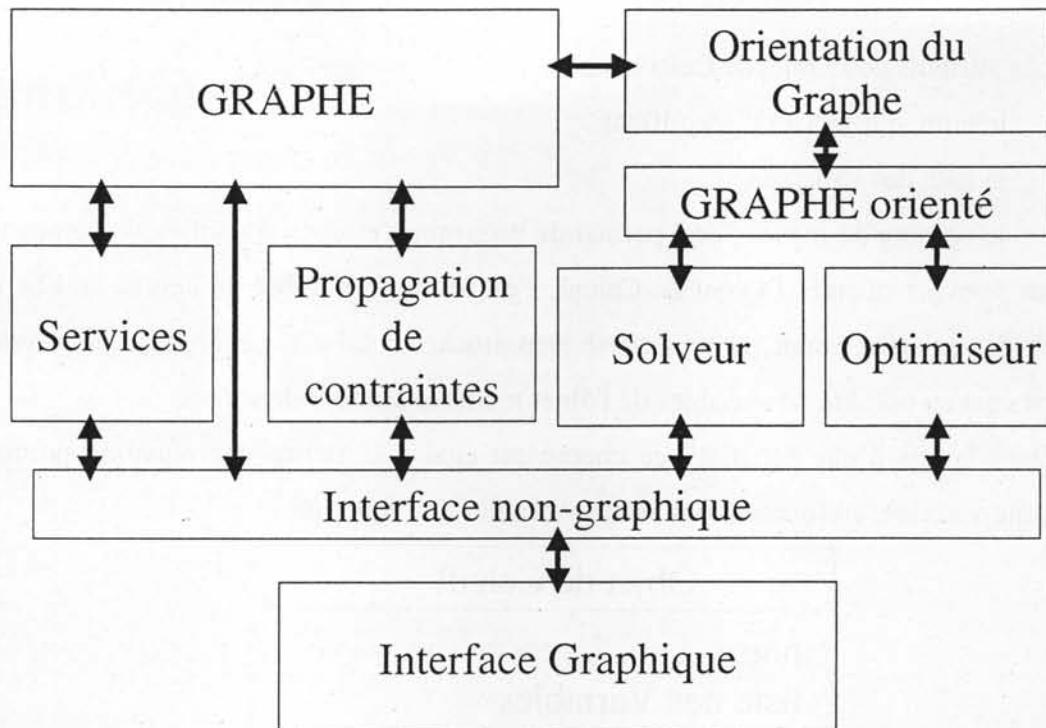 GRAPHE
Orientation du
Graphe
GRAPHE orienté
Services
Propagation
de
contraintes
Solveur
Optimiseur
Interface non-graphique
Interface Graphique